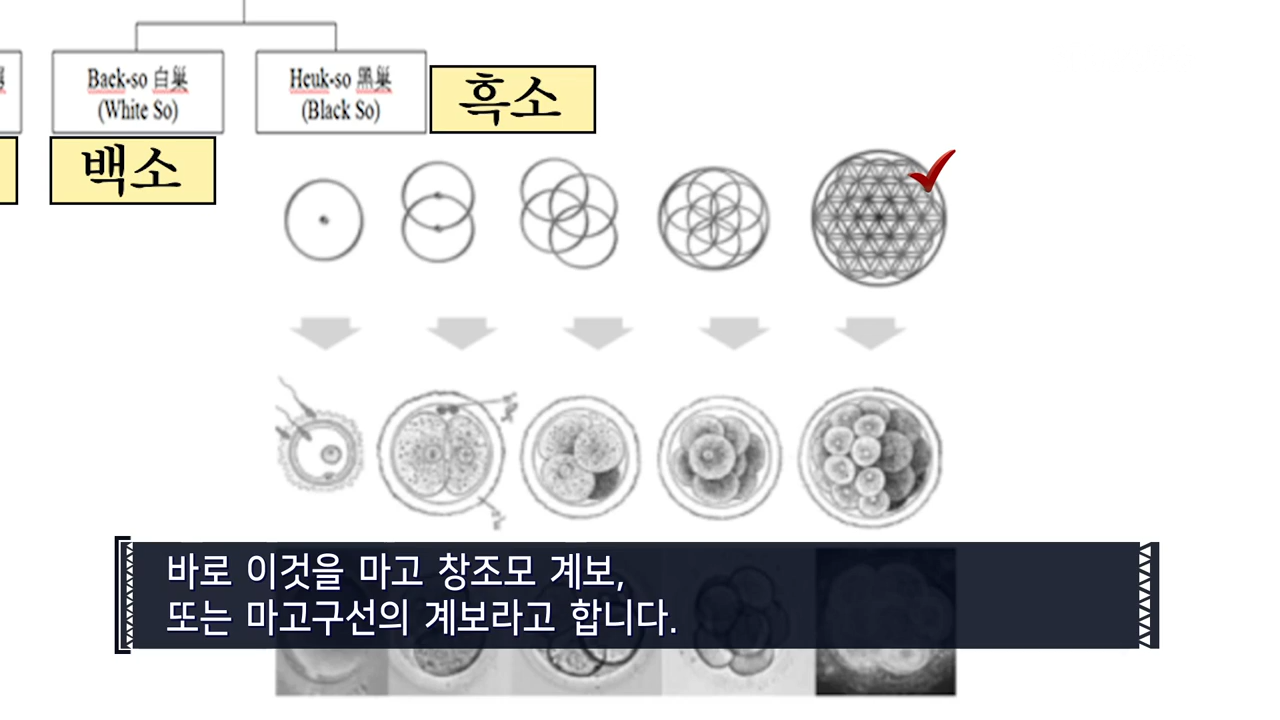 Baek-so 白巢
(White So)
Heuk-so 黑巢
(Black So)
흑소
백소
바로 이것을 마고 창조모 계보,
또는 마고구선의 계보라고 합니다.